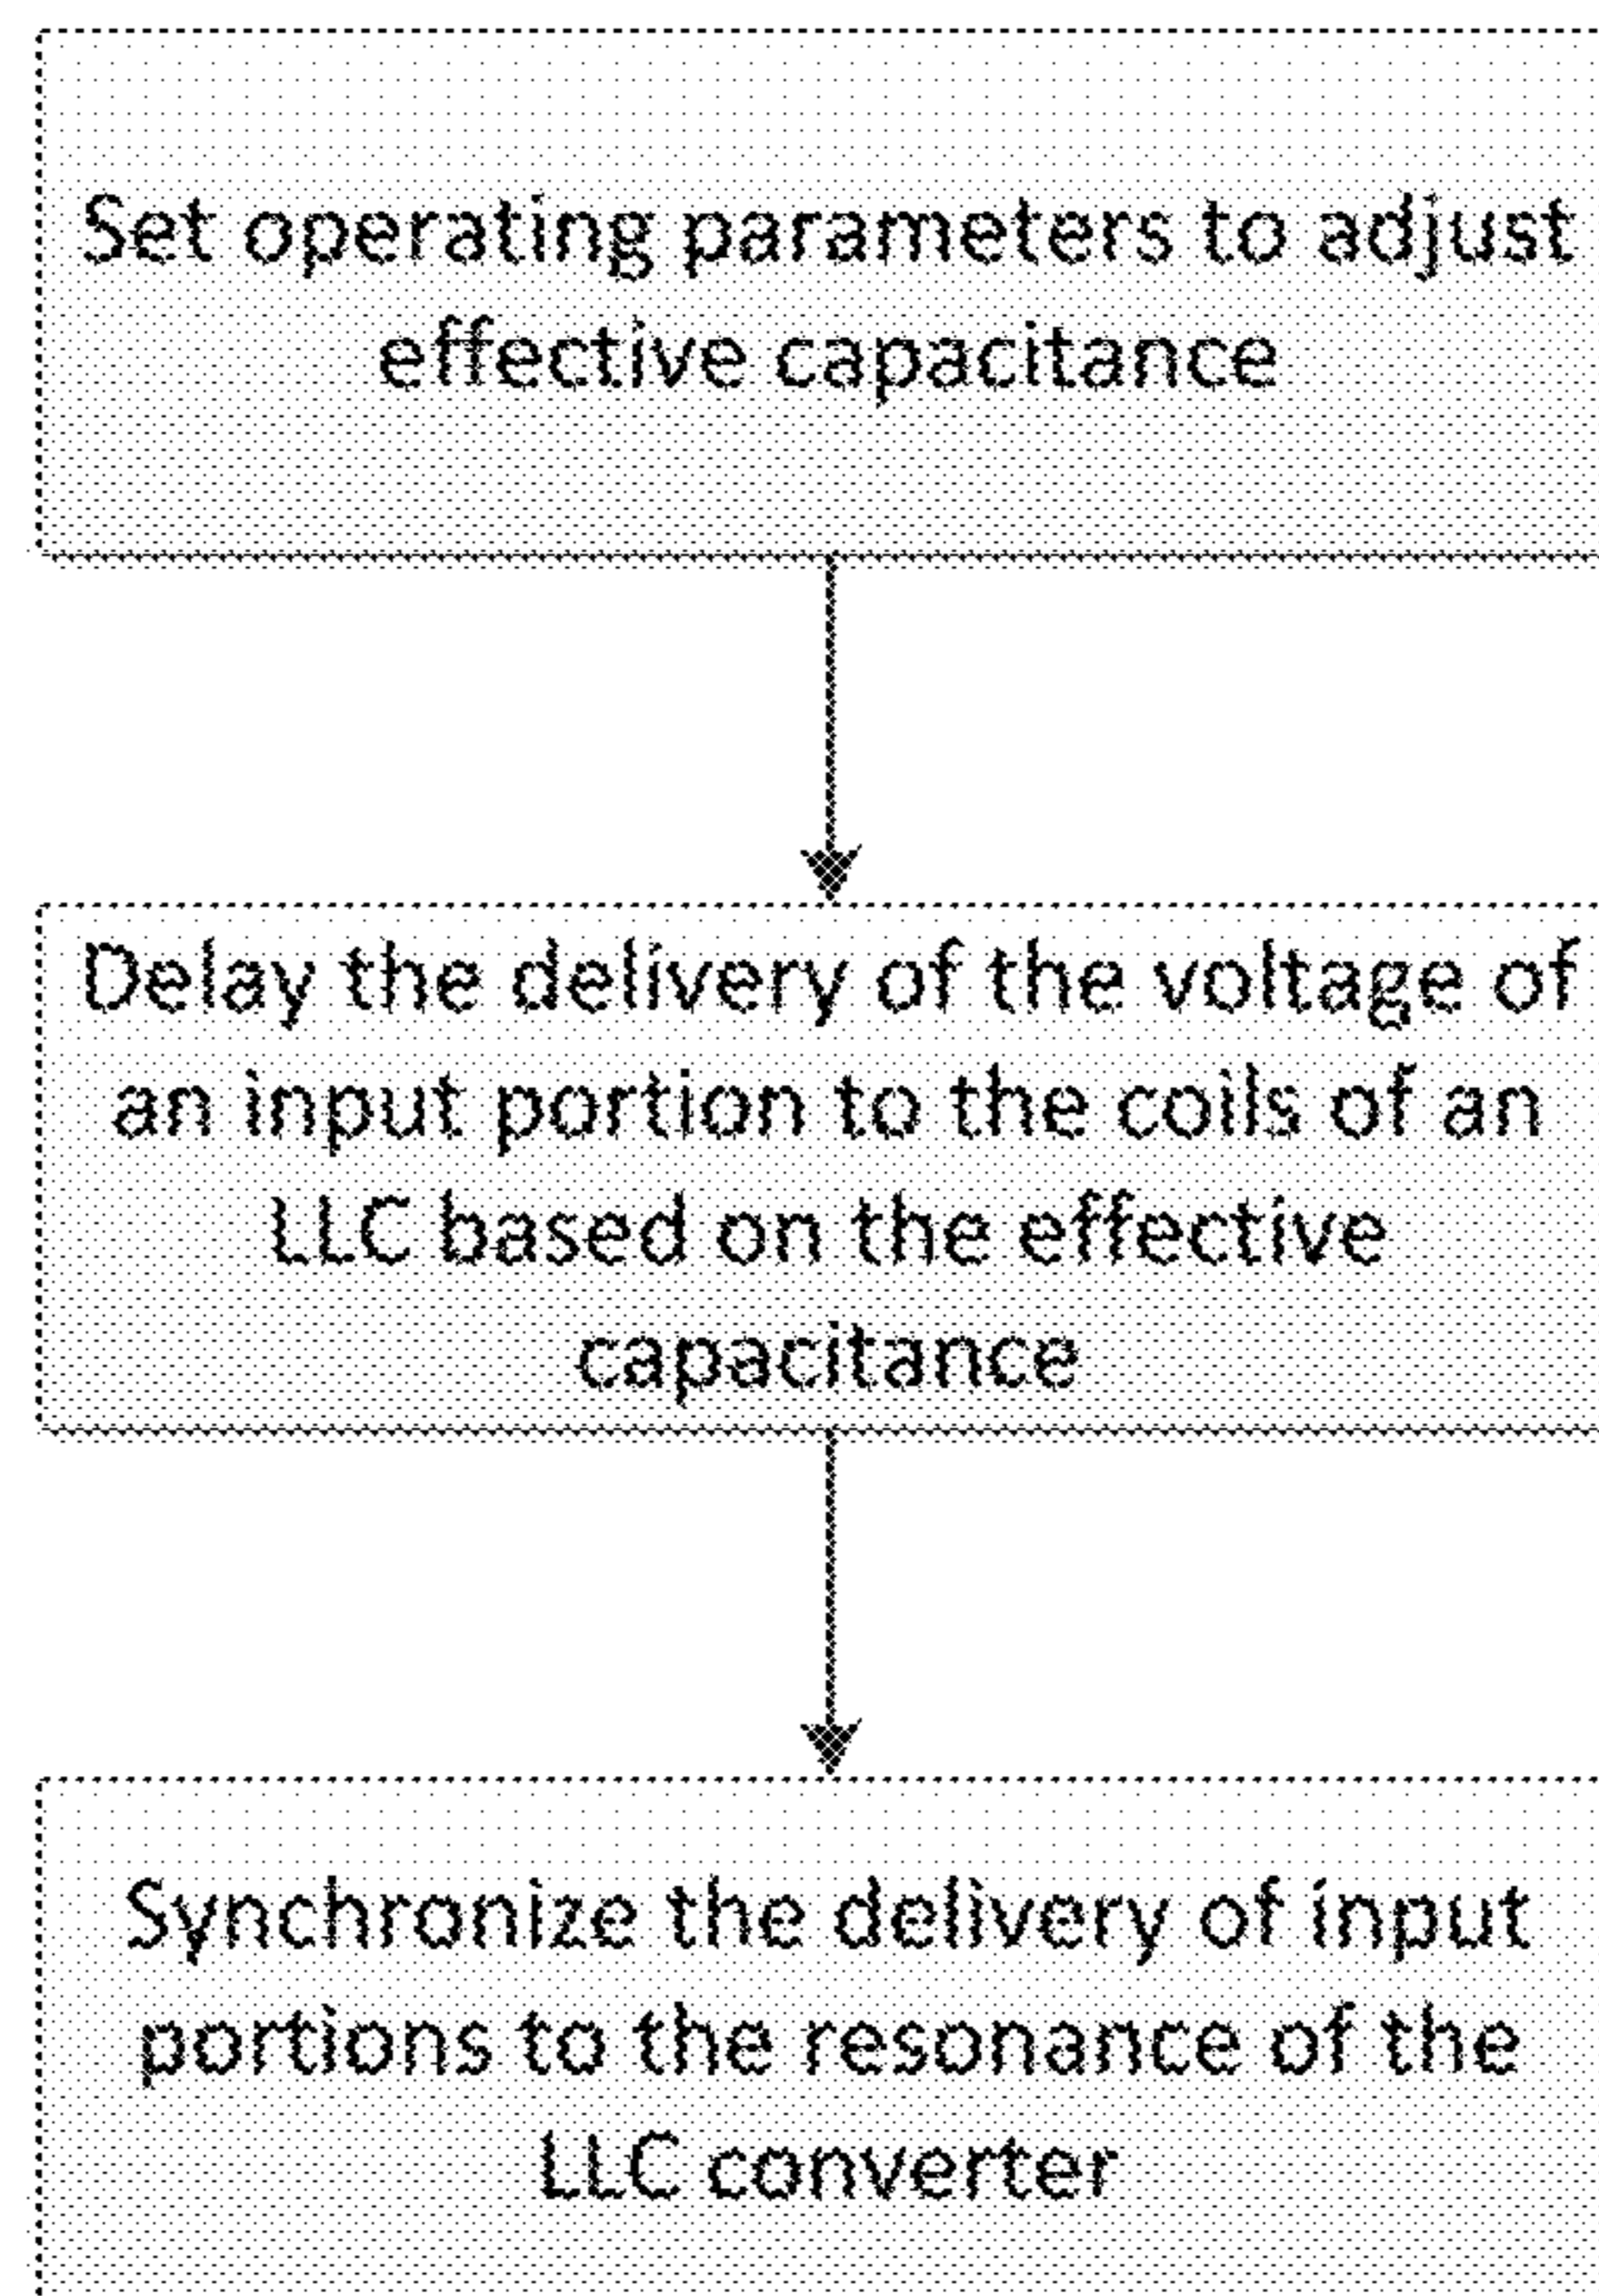 Set operating parameters to adjust
effective capacitance
Delay the delivery of the voltage of
an input portion to the coils of an
LLC based on the effective
capacitance
Synchronize the delivery of input
portions to the resonance of the
LLC converter